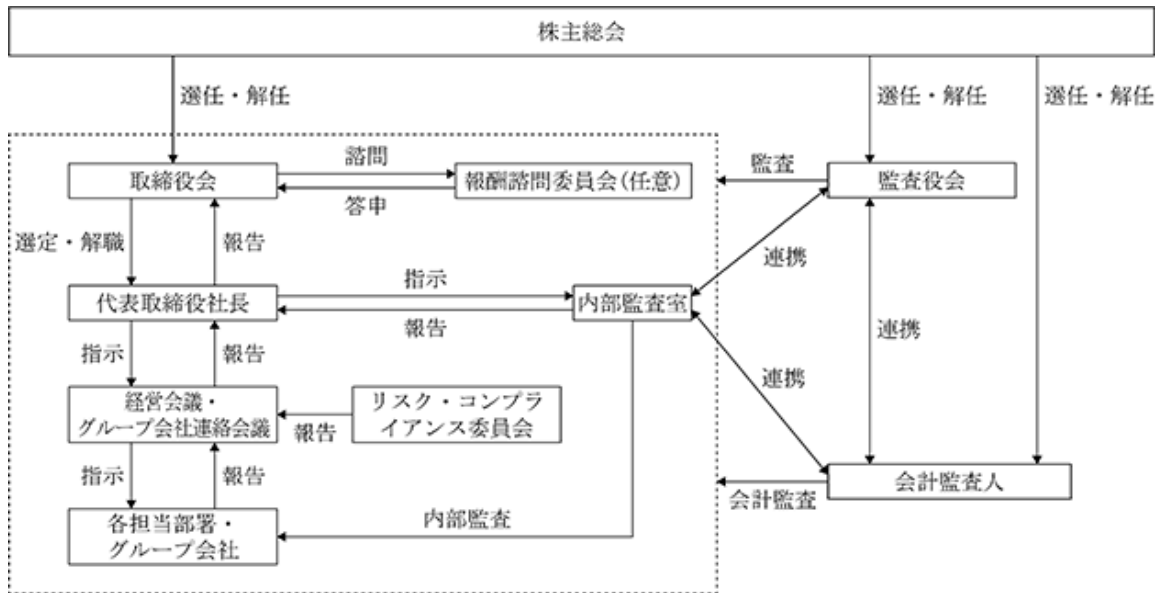 株主総会
選任・解任
選任・解任
選任・解任
取締役会
諮問
答申
報酬諮問委員会(任意)
監査
監査役会
選定・解職
報告
連携
代表取締役社長
指示
報告
内部監査室
連携
指示
報告
連携
経営会議・
グループ会社連絡会議
報告
リスク・コンプラ
イアンス委員会
指示
報告
会計監査
会計監査人
各担当部署・
グループ会社
内部監査